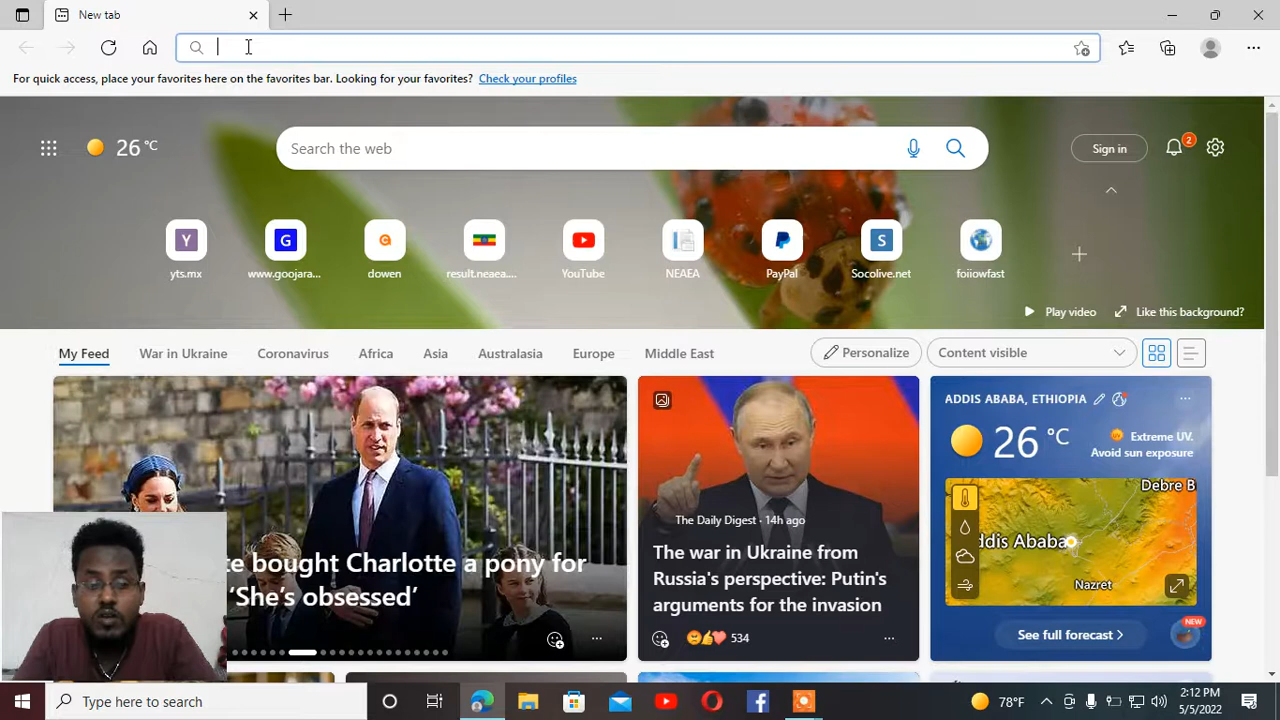 New tab
For quick access, place your favorites here on the favorites bar. Looking for your favorites? Check your profiles
26 °C
Search the web
Sign in
2
Y
G
S
yts.mx
www.goojara...
dowen
result.neaea....
YouTube
NEAEA
PayPal
Socolive.net
foiiowfast
Play video
Like this background?
My Feed
War in Ukraine
Coronavirus
Africa
Asia
Australasia
Europe
Middle East
Personalize
Content visible
te bought Charlotte a pony for
'She's obsessed'
The Daily Digest · 14h ago
The war in Ukraine from
Russia's perspective: Putin's
arguments for the invasion
534
ADDIS ABABA, ETHIOPIA
26 °C
Extreme UV.
Avoid sun exposure
Debre B
ddis Ababa
Nazret
See full forecast
NEW
Type here to search
78°F
2:12 PM
5/5/2022